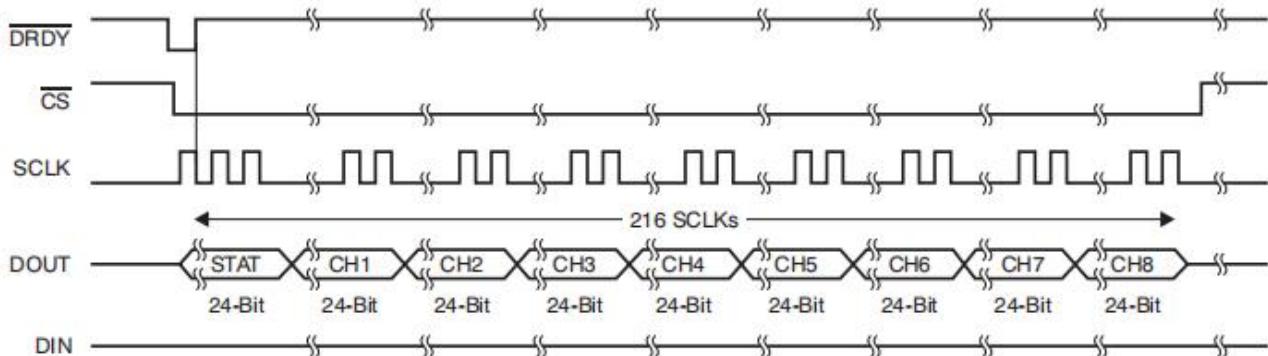 DRDY
CS
SCLK
216 SCLKs
DOUT STAT CH1 CH2 CH3 CH4 CH5 CH6 CH7 CH8
24-Bit 24-Bit 24-Bit 24-Bit 24-Bit 24-Bit 24-Bit 24-Bit 24-Bit
DIN